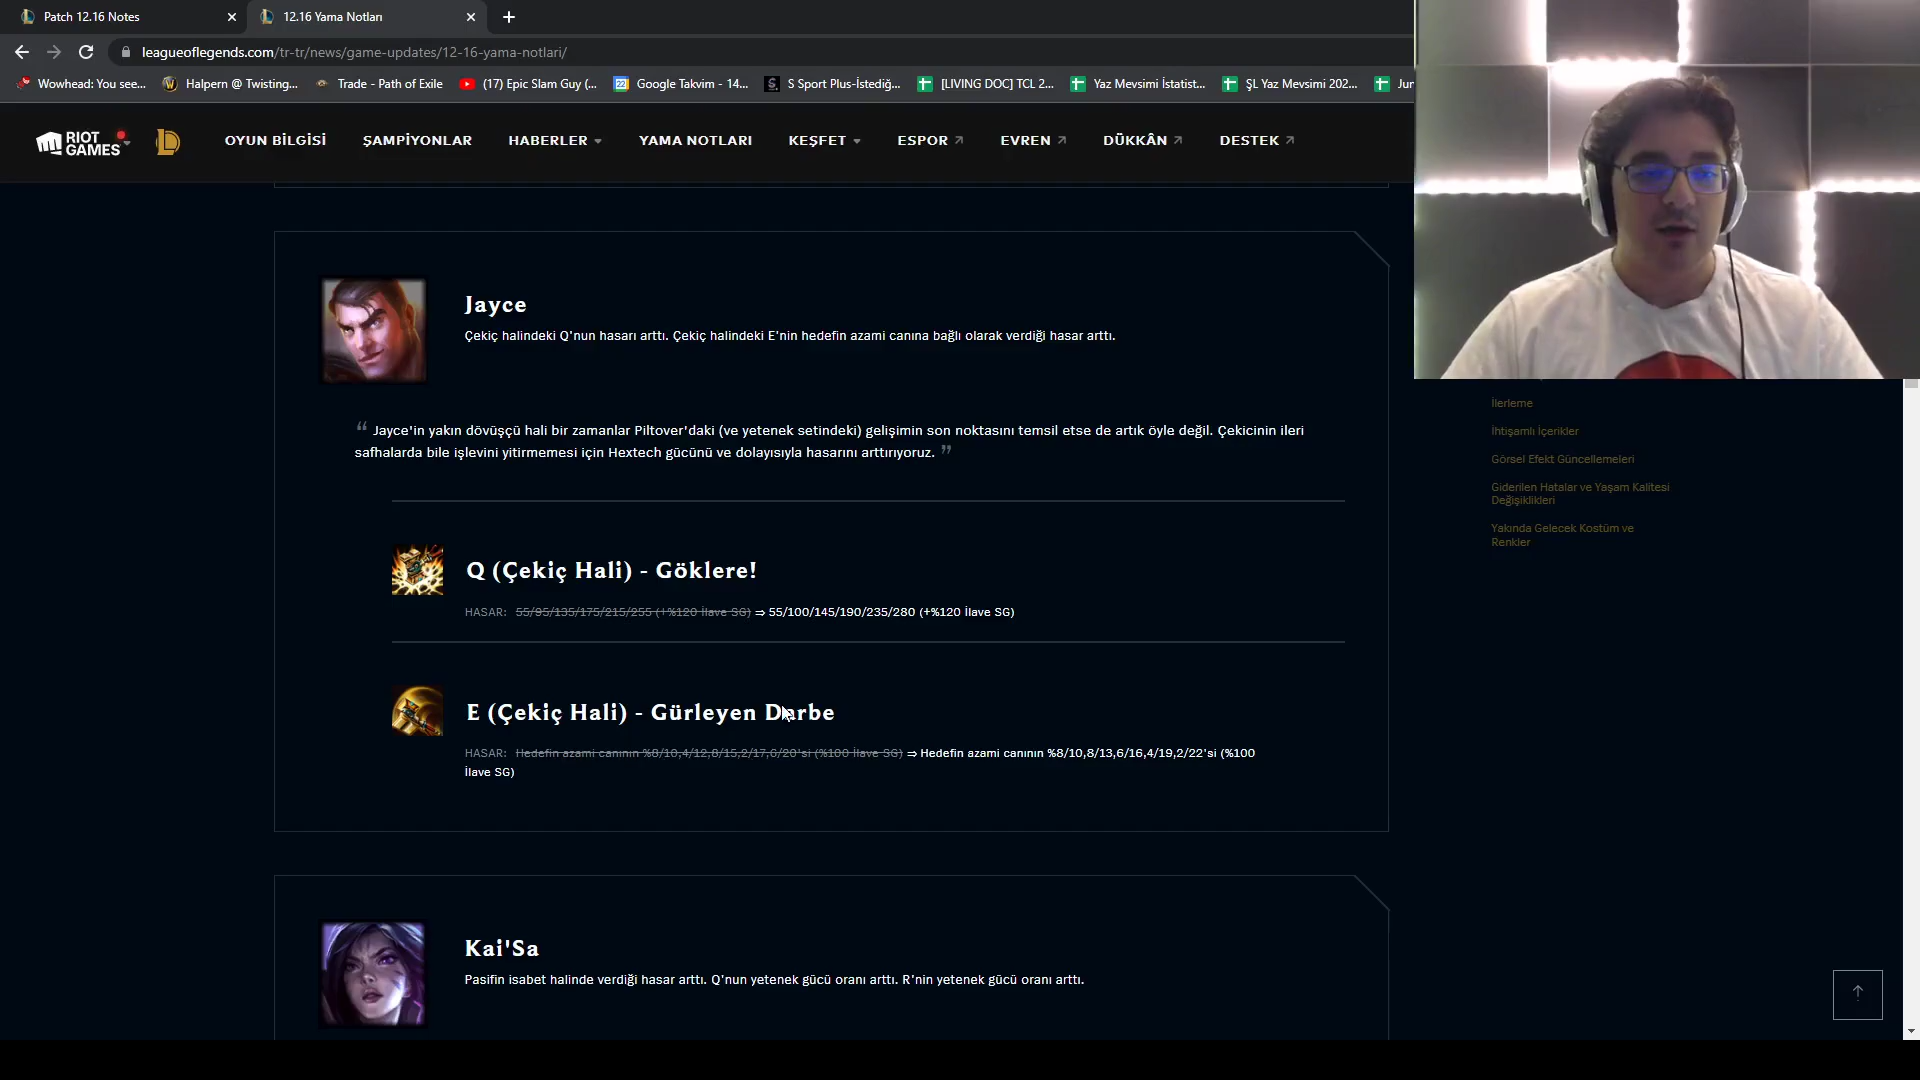 Patch 12.16 Notes
12.16 Yama Notları
leagueoflegends.com/tr-tr/news/game-updates/12-16-yama-notlari/
Wowhead: You see...
Halpern @ Twisting...
Trade - Path of Exile
(17) Epic Slam Guy (...
Google Takvim - 14...
S Sport Plus-İstediğ...
[LIVING DOC] TCL 2...
Yaz Mevsimi İstatist...
ŞL Yaz Mevsimi 202...
Jur
RIOT GAMES
OYUN BİLGİSİ
ŞAMPİYONLAR
HABERLER
YAMA NOTLARI
KEŞFET
ESPOR
EVREN
DÜKKÂN
DESTEK
Jayce
Çekiç halindeki Q'nun hasarı arttı. Çekiç halindeki E'nin hedefin azami canına bağlı olarak verdiği hasar arttı.
“ Jayce'in yakın dövüşçü hali bir zamanlar Piltover'daki (ve yetenek setindeki) gelişimin son noktasını temsil etse de artık öyle değil. Çekicinin ileri
safhalarda bile işlevini yitirmemesi için Hextech gücünü ve dolayısıyla hasarını arttırıyoruz. ”
Q (Çekiç Hali) - Göklere!
HASAR: 55/95/135/175/215/255 (+%120 İlave SG) ⇒ 55/100/145/190/235/280 (+%120 İlave SG)
E (Çekiç Hali) - Gürleyen Darbe
HASAR: Hedefin azami canının %8/10,4/12,8/15,2/17,6/20'si (%100 İlave SG) ⇒ Hedefin azami canının %8/10,8/13,6/16,4/19,2/22'si (%100
İlave SG)
Kai'Sa
Pasifin isabet halinde verdiği hasar arttı. Q'nun yetenek gücü oranı arttı. R'nin yetenek gücü oranı arttı.
İlerleme
İhtişamlı İçerikler
Görsel Efekt Güncellemeleri
Giderilen Hatalar ve Yaşam Kalitesi
Değişiklikleri
Yakında Gelecek Kostüm ve
Renkler